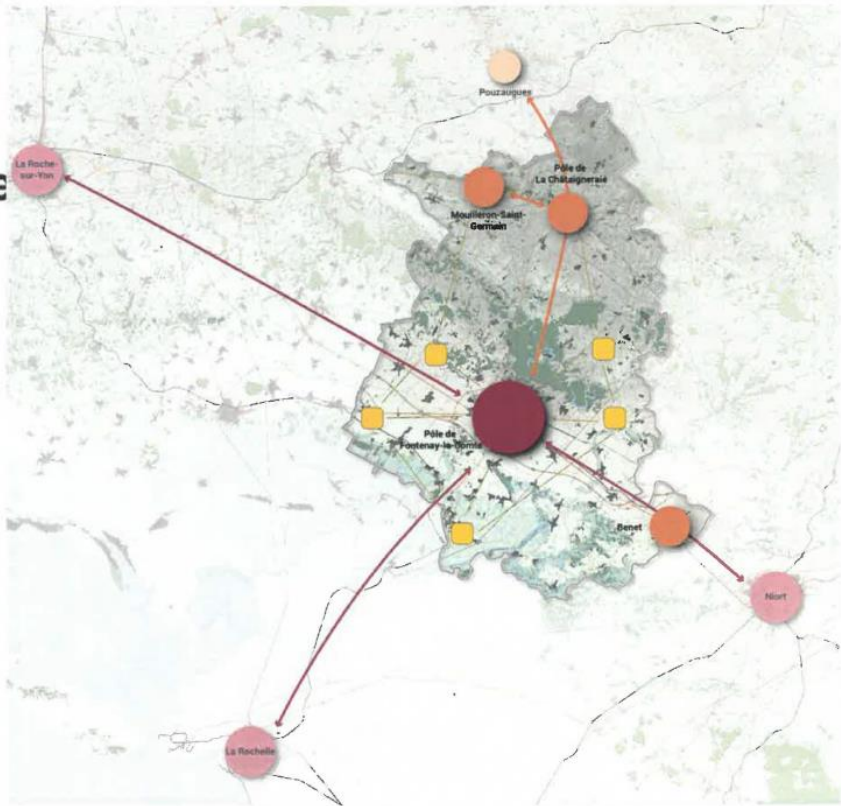 Pouzauges
La Roche-
sur-Yon
Pôle de
La Châtaigneraie
Mouilleron-Saint-
Germain
Pôle de
Fontenay-le-Comte
Benet
Niort
La Rochelle